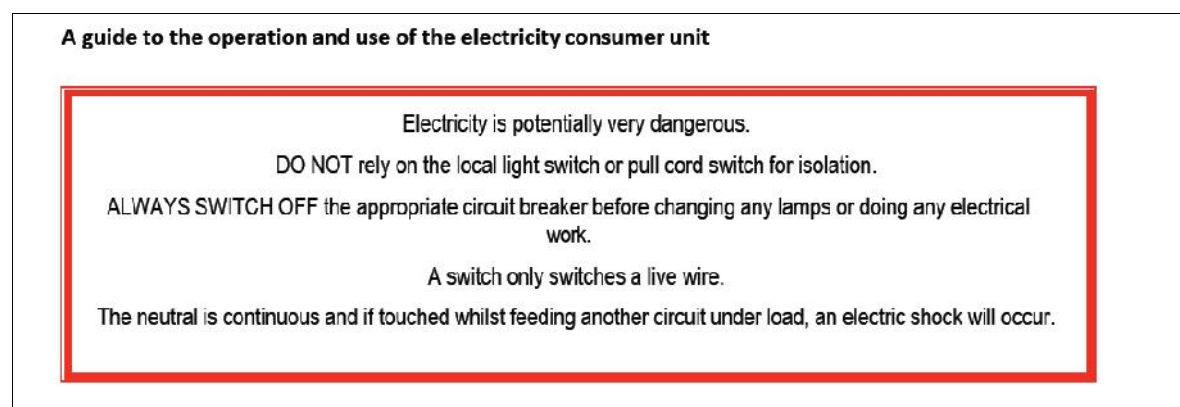 A guide to the operation and use of the electricity consumer unit
Electricity is potentially very dangerous.
DO NOT rely on the local light switch or pull cord switch for isolation.
ALWAYS SWITCH OFF the appropriate circuit breaker before changing any lamps or doing any electrical
work.
A switch only switches a live wire.
The neutral is continuous and if touched whilst feeding another circuit under load, an electric shock will occur.